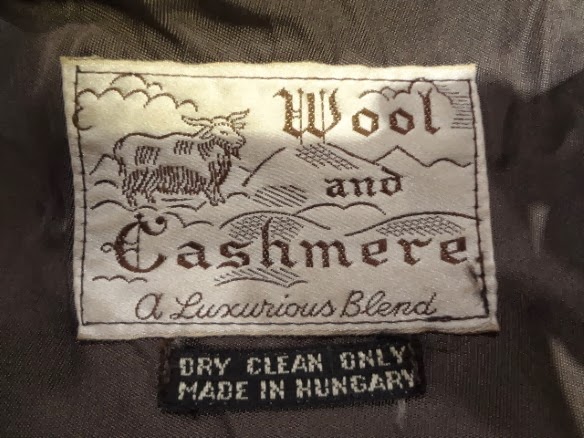 Wool
and
Cashmere
A Luxurious Blend
DRY CLEAN ONLY
MADE IN HUNGARY